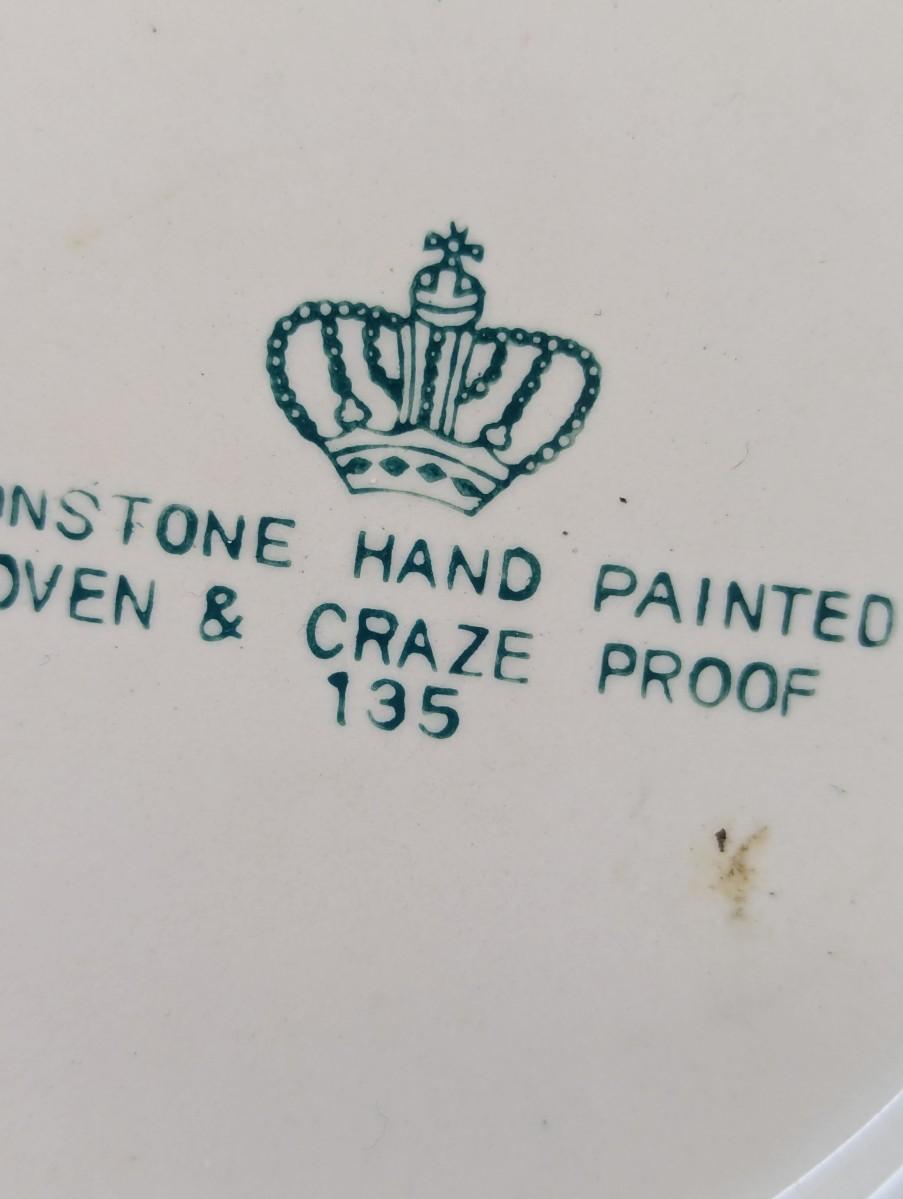 ONSTONE HAND PAINTED
OVEN & CRAZE PROOF
135